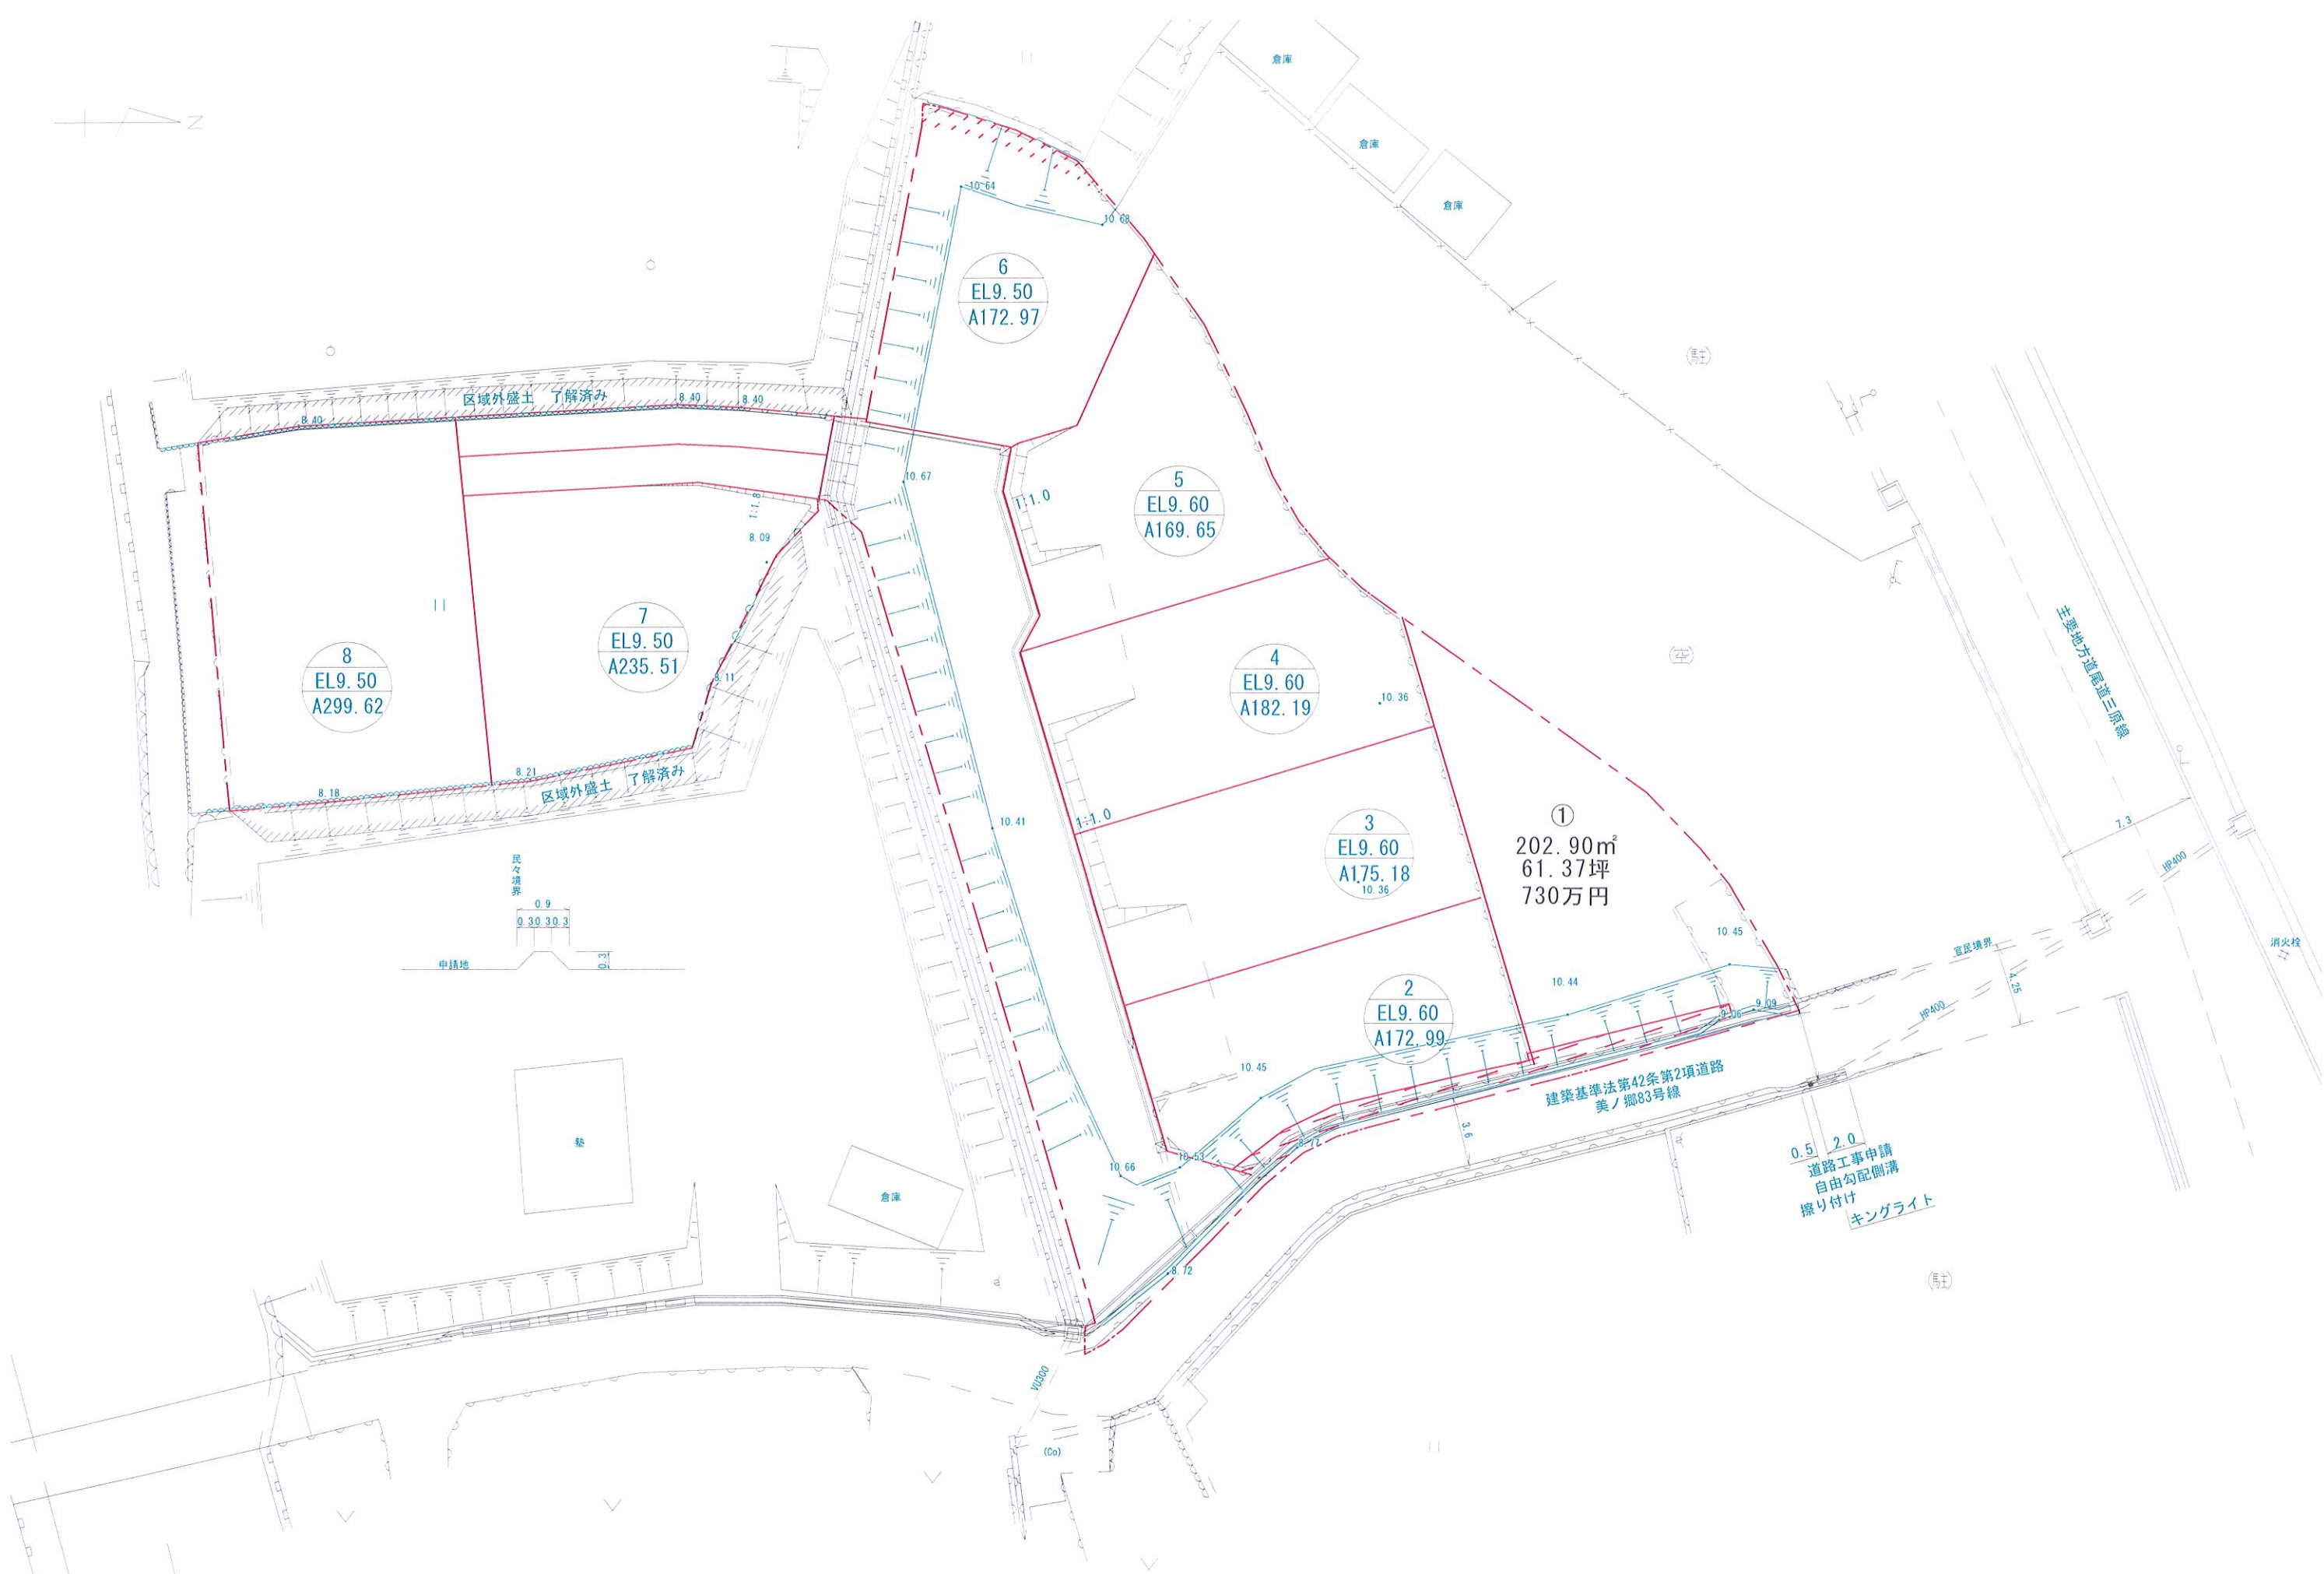 倉庫
倉庫
倉庫
N
10.64
10.68
6
EL9.50
A172.97
(駐)
区域外盛土 了解済み
8.40
8.40
8.40
10.67
1:1.8
1:1.0
5
EL9.60
A169.65
8.09
7
EL9.50
A235.51
8
EL9.50
A299.62
8.11
4
EL9.60
A182.19
10.36
主要地方道尾道三原線
8.21
8.18
区域外盛土 了解済み
10.41
1:1.0
3
EL9.60
A175.18
10.36
①
202.90㎡
61.37坪
730万円
7.3
HP400
民々境界
0.9
0.3
0.3
0.3
0.3
申請地
10.45
官民境界
消火栓
4.25
10.44
9.09
9.06
HP400
2
EL9.60
A172.99
10.45
建築基準法第42条第2項道路
美ノ郷83号線
3.6
塾
倉庫
10.66
10.53
8.77
0.5
2.0
道路工事申請
自由勾配側溝
擦り付け
キングライト
8.72
(駐)
VU300
(Co)